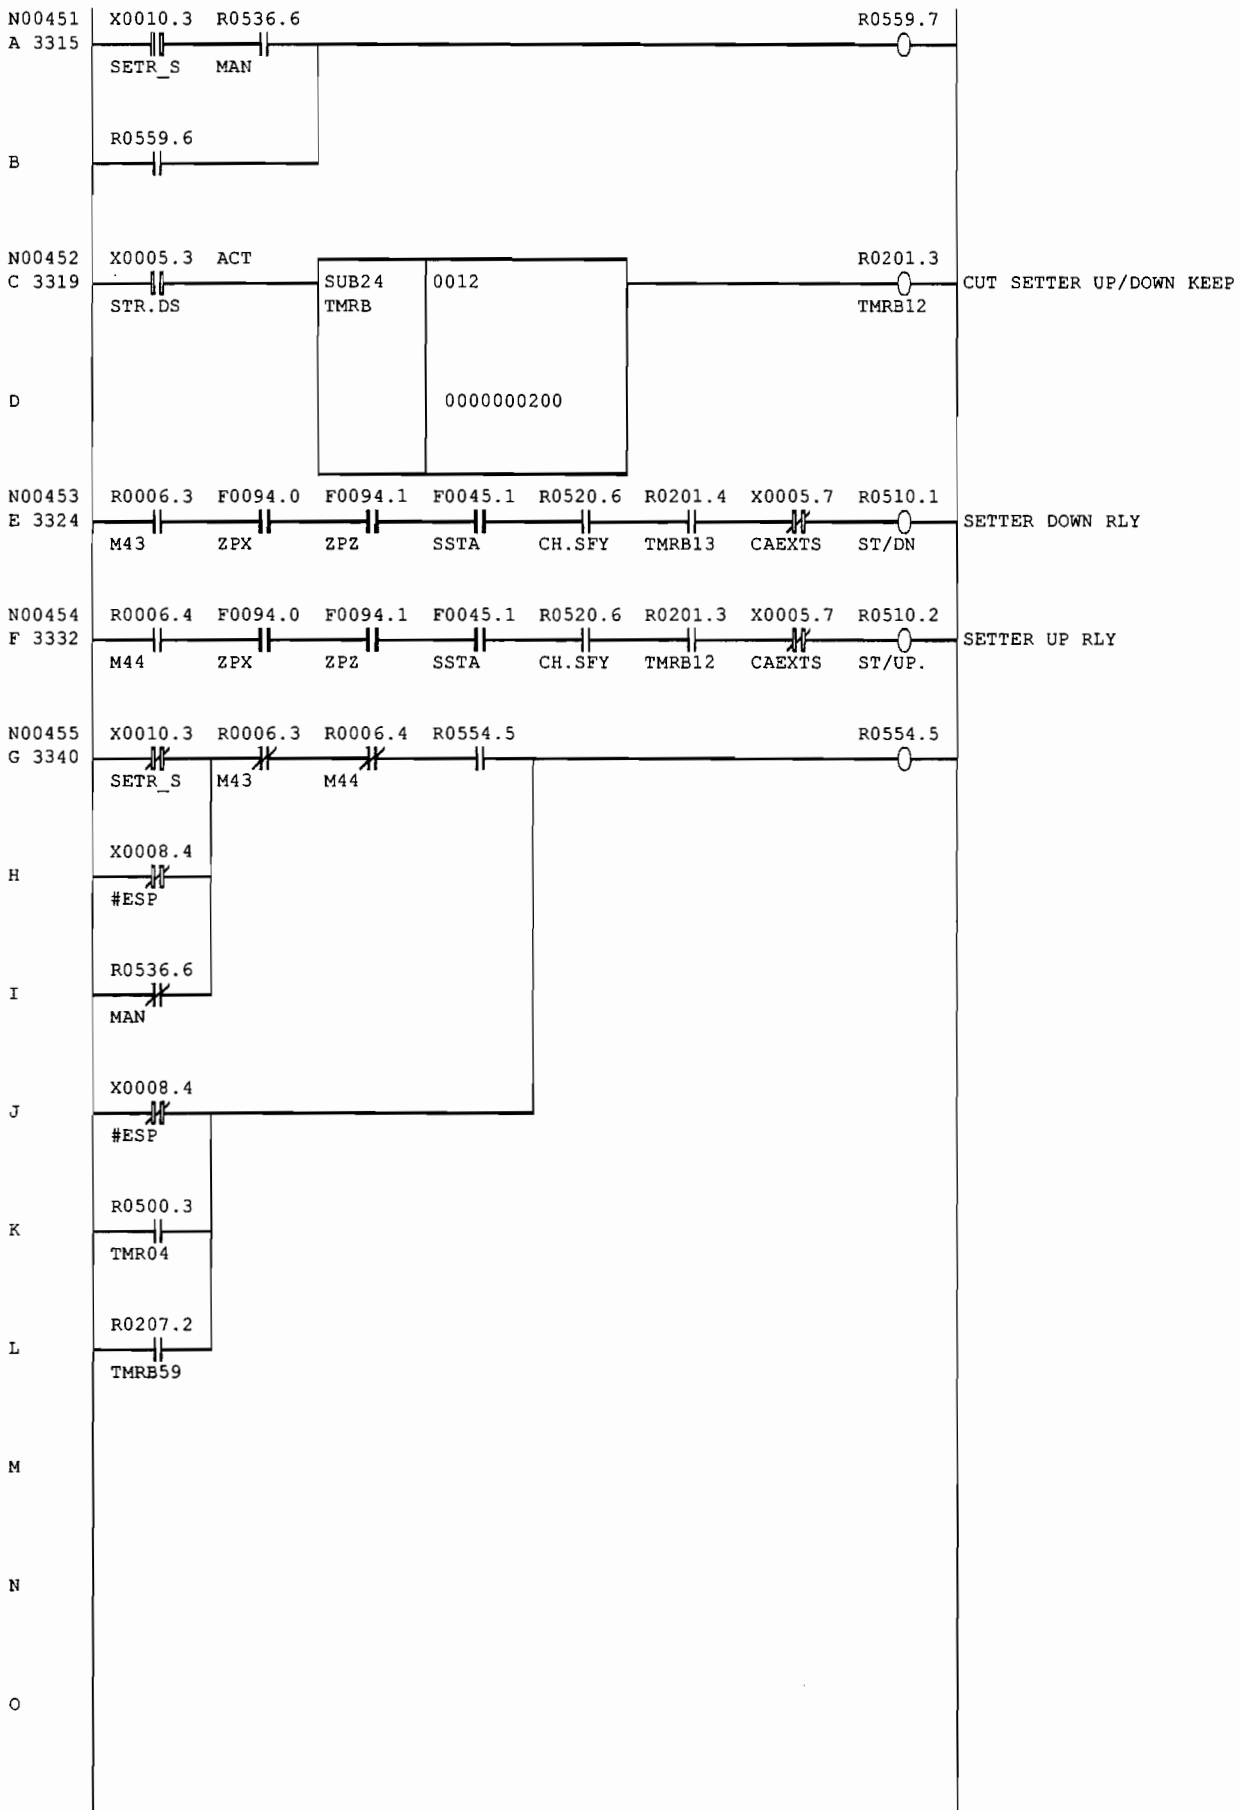 N00451 X0010.3 R0536.6 R0559.7
A 3315
SETR_S MAN
R0559.6
B
N00452 X0005.3 ACT R0201.3
C 3319 SUB24 0012 CUT SETTER UP/DOWN KEEP
STR.DS TMRB TMRB12
D 0000000200
N00453 R0006.3 F0094.0 F0094.1 F0045.1 R0520.6 R0201.4 X0005.7 R0510.1
E 3324 SETTER DOWN RLY
M43 ZPX ZPZ SSTA CH.SFY TMRB13 CAEXTS ST/DN
N00454 R0006.4 F0094.0 F0094.1 F0045.1 R0520.6 R0201.3 X0005.7 R0510.2
F 3332 SETTER UP RLY
M44 ZPX ZPZ SSTA CH.SFY TMRB12 CAEXTS ST/UP.
N00455 X0010.3 R0006.3 R0006.4 R0554.5 R0554.5
G 3340
SETR_S M43 M44
X0008.4
H
#ESP
R0536.6
I
MAN
X0008.4
J
#ESP
R0500.3
K
TMR04
R0207.2
L
TMRB59
M
N
O